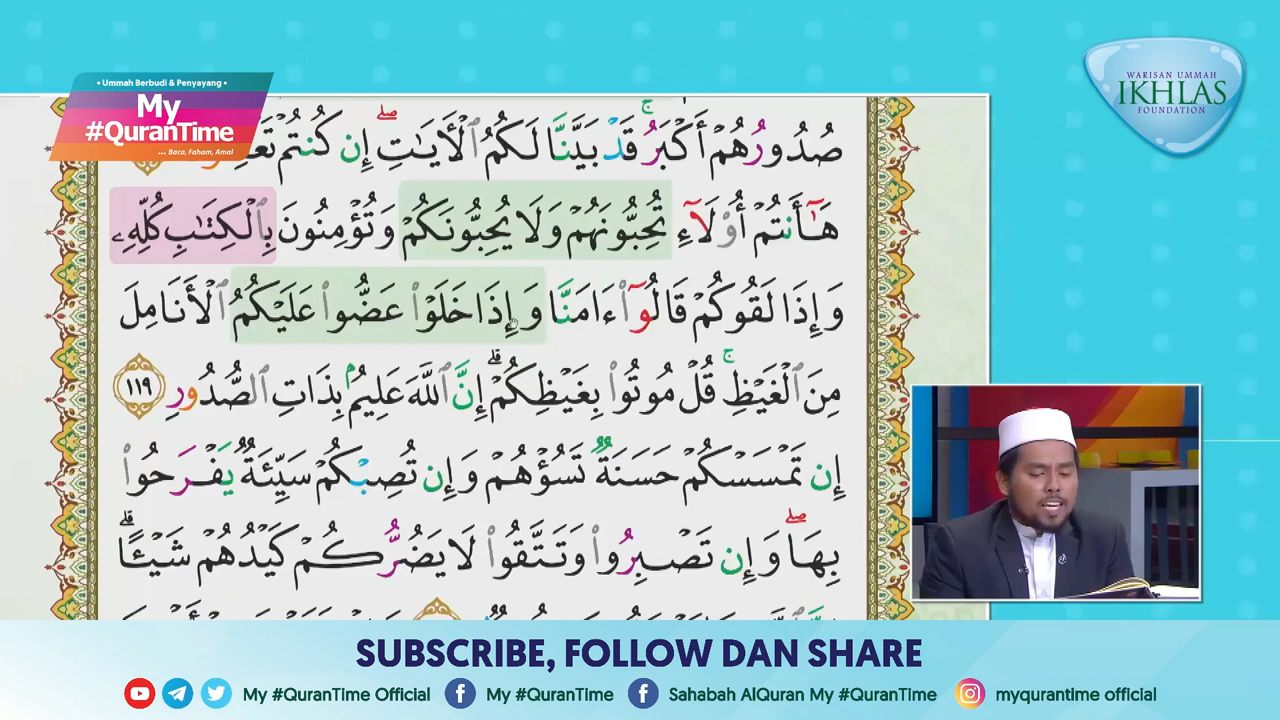 • Ummah Berbudi & Penyayang •
My
#QuranTime
... Baca, Faham, Amal
WARISAN UMMAH
IKHLAS
FOUNDATION
صُدُورُهُمْ أَكْبَرُ ۚ قَدْ بَيَّنَّا لَكُمُ ٱلْأَيَـٰتِ ۖ إِن كُنتُمْ
هَـٰٓأَنتُمْ أُو۟لَآءِ تُحِبُّونَهُمْ وَلَا يُحِبُّونَكُمْ وَتُؤْمِنُونَ بِٱلْكِتَـٰبِ كُلِّهِۦ
وَإِذَا لَقُوكُمْ قَالُوٓا۟ ءَامَنَّا وَإِذَا خَلَوْا۟ عَضُّوا۟ عَلَيْكُمُ ٱلْأَنَامِلَ
مِنَ ٱلْغَيْظِ ۚ قُلْ مُوتُوا۟ بِغَيْظِكُمْ ۗ إِنَّ ٱللَّهَ عَلِيمٌۢ بِذَاتِ ٱلصُّدُورِ ١١٩
إِن تَمْسَسْكُمْ حَسَنَةٌ تَسُؤْهُمْ وَإِن تُصِبْكُمْ سَيِّئَةٌ يَفْرَحُوا۟
بِهَا ۖ وَإِن تَصْبِرُوا۟ وَتَتَّقُوا۟ لَا يَضُرُّكُمْ كَيْدُهُمْ شَيْـًٔا ۗ
SUBSCRIBE, FOLLOW DAN SHARE
My #QuranTime Official My #QuranTime Sahabah AlQuran My #QuranTime myqurantime official